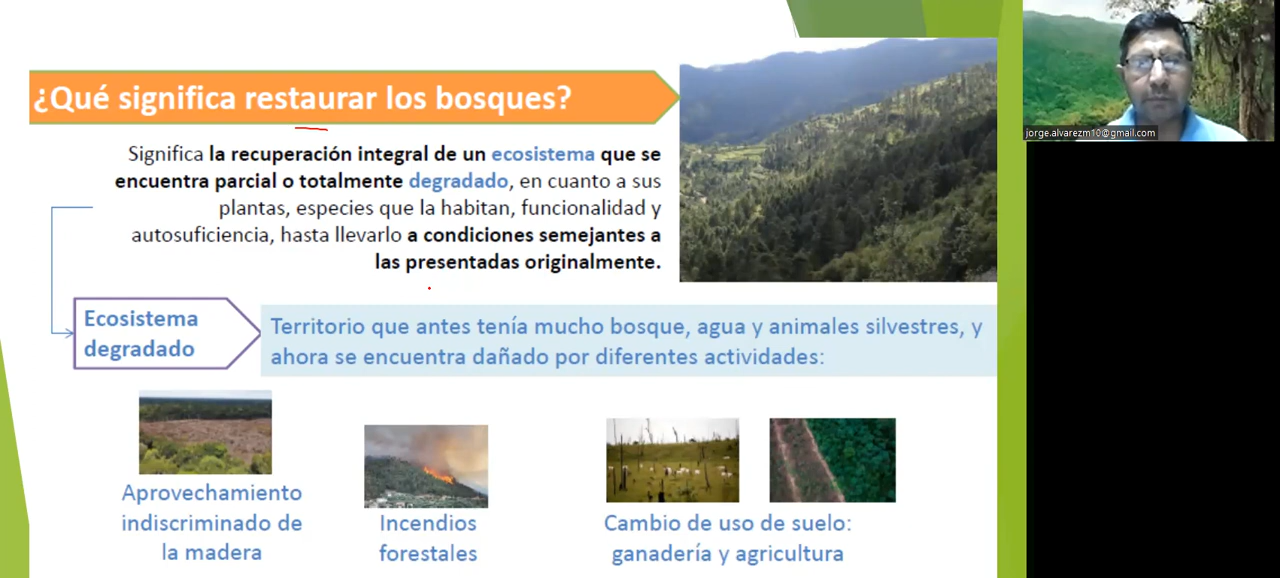 ¿Qué significa restaurar los bosques?
Significa la recuperación integral de un ecosistema que se
encuentra parcial o totalmente degradado, en cuanto a sus
plantas, especies que la habitan, funcionalidad y
autosuficiencia, hasta llevarlo a condiciones semejantes a
las presentadas originalmente.
Ecosistema
degradado
Territorio que antes tenía mucho bosque, agua y animales silvestres, y
ahora se encuentra dañado por diferentes actividades:
Aprovechamiento
indiscriminado de
la madera
Incendios
forestales
Cambio de uso de suelo:
ganadería y agricultura
jorge.alvarezm10@gmail.com